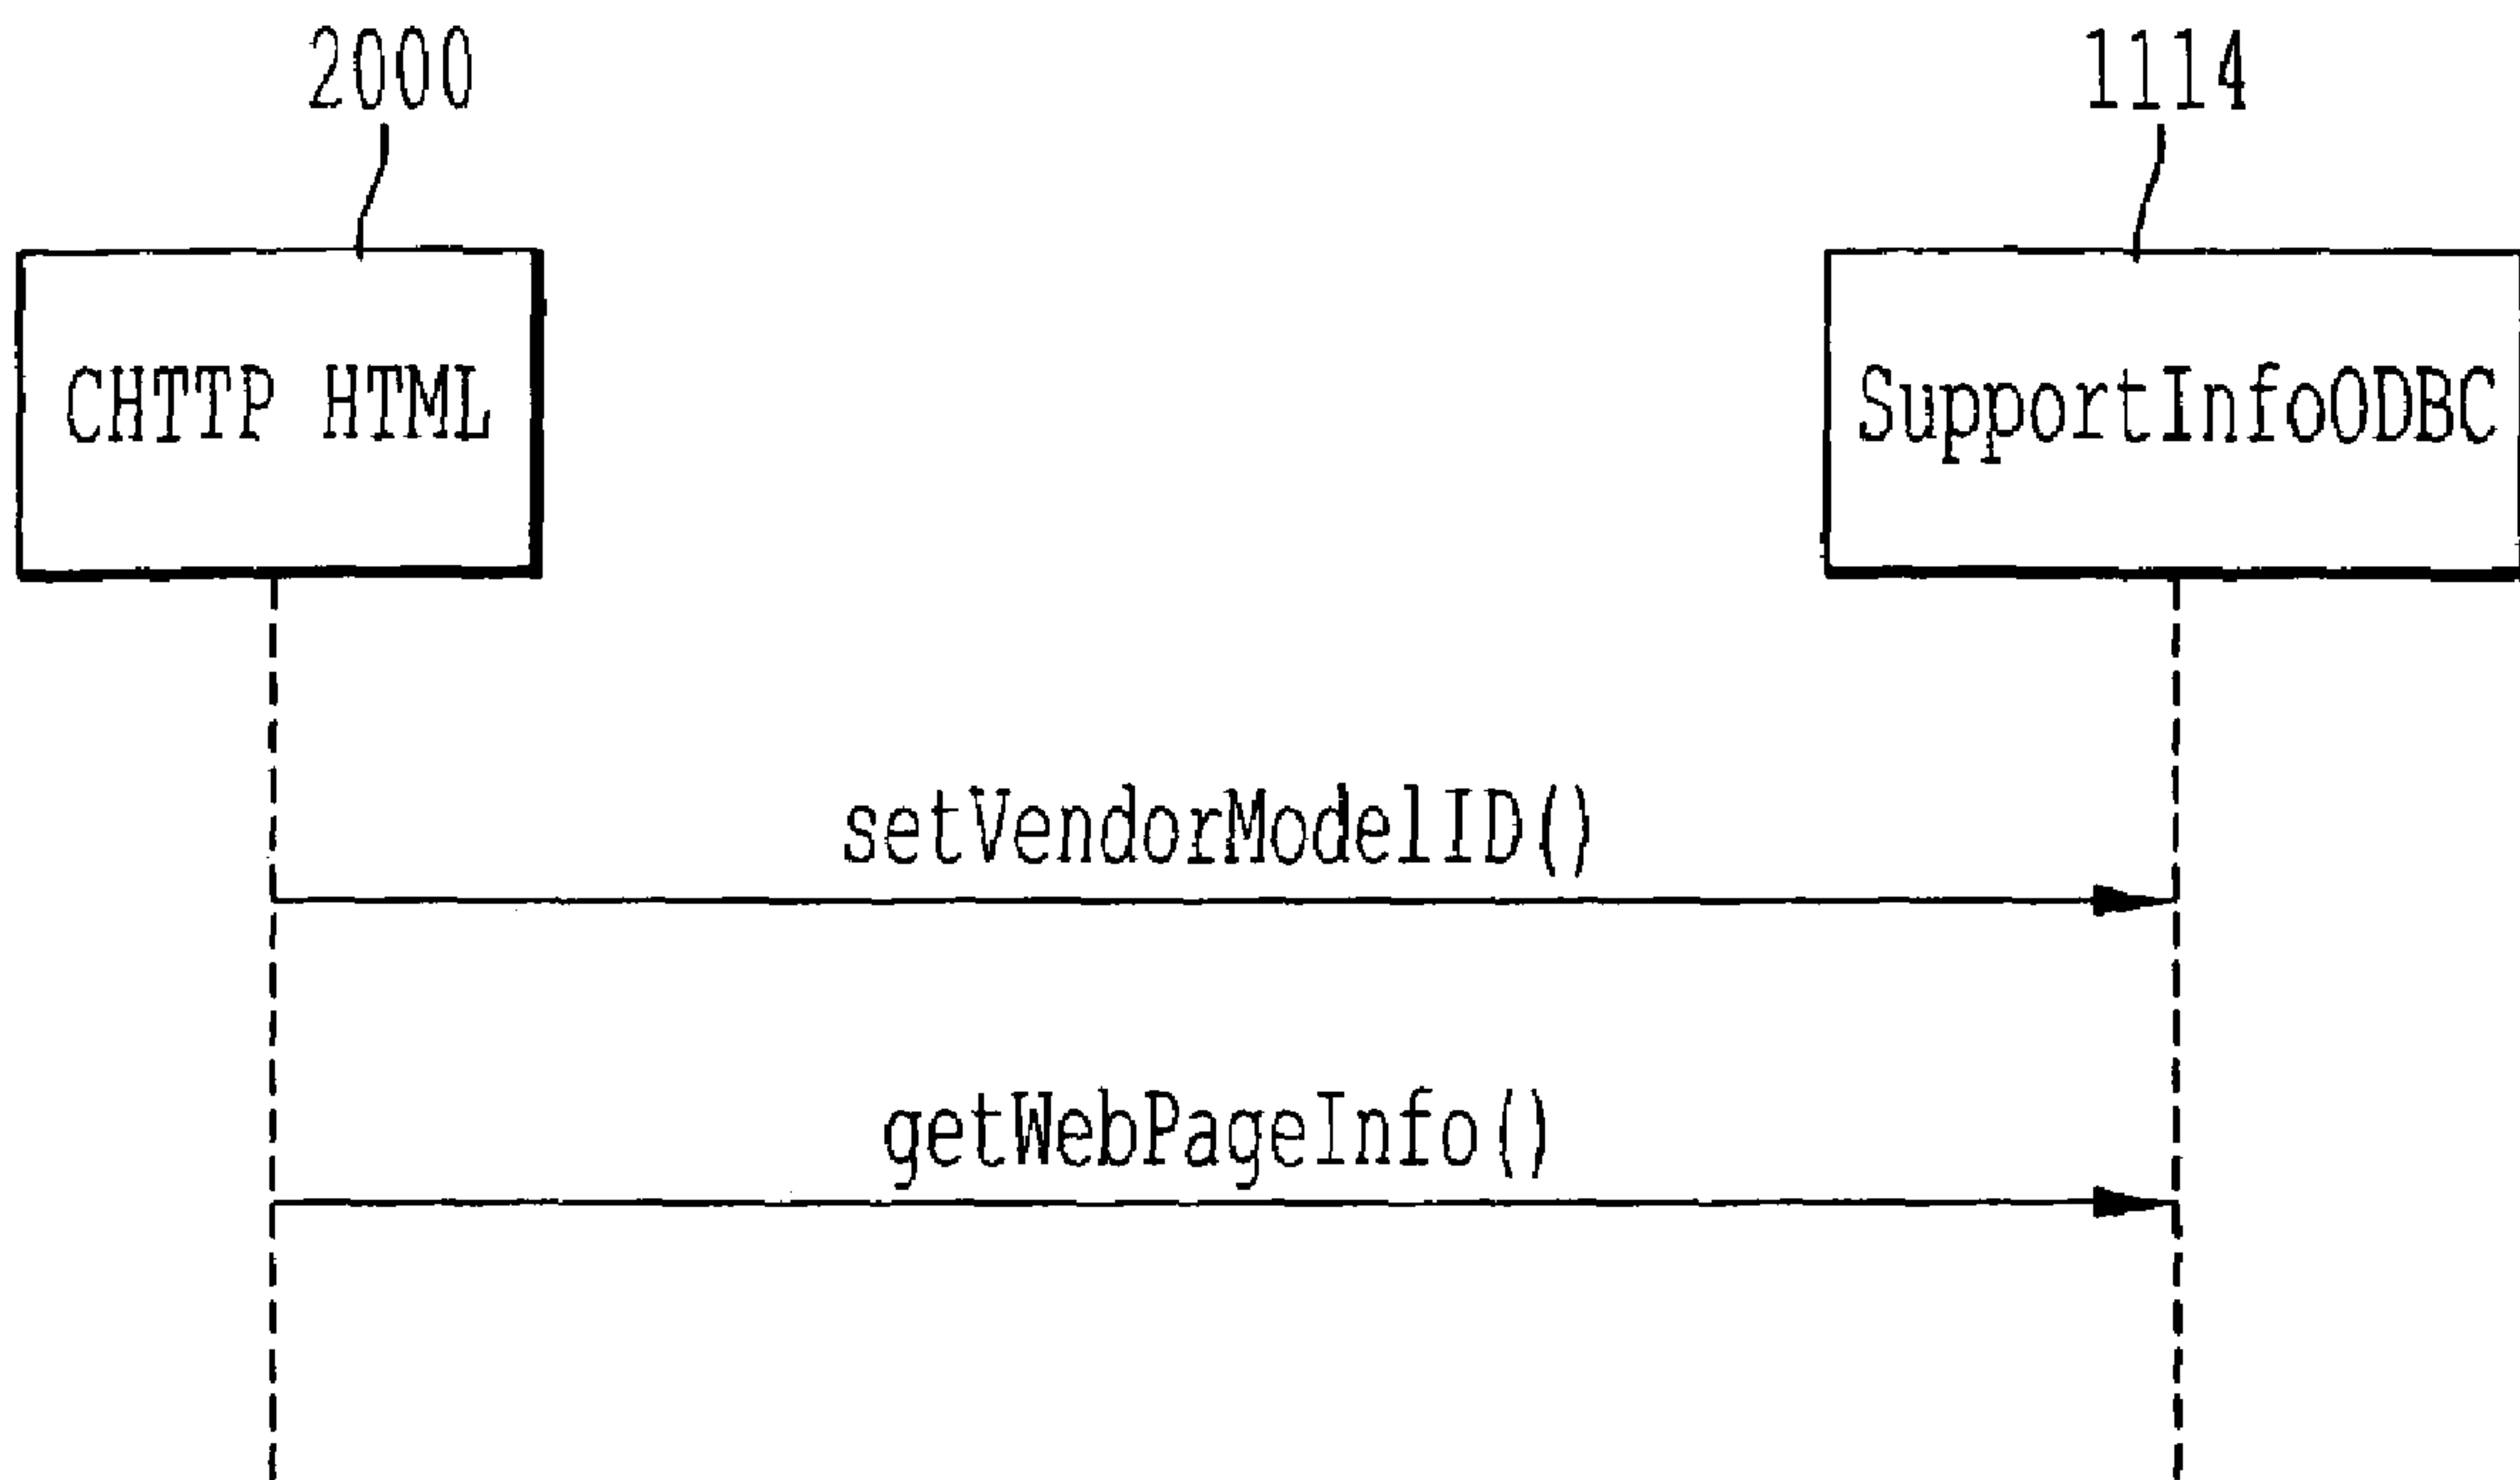 2000
1114
CHTTP HTML
SupportInfoODBC
setVendorModelID()
getWebPageInfo()